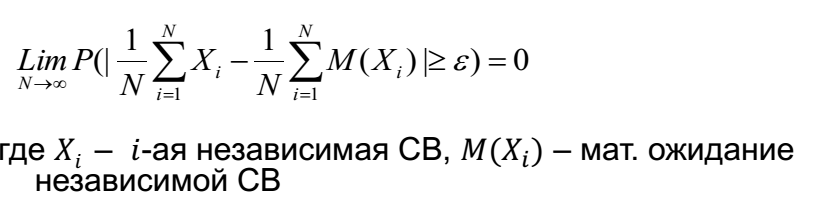 Lim P(| 1/N ∑ X_i − 1/N ∑ M(X_i) |≥ ε) = 0
N→∞ i=1 N i=1 N
где X_i − i-ая независимая СВ, M(X_i) – мат. ожидание
независимой СВ